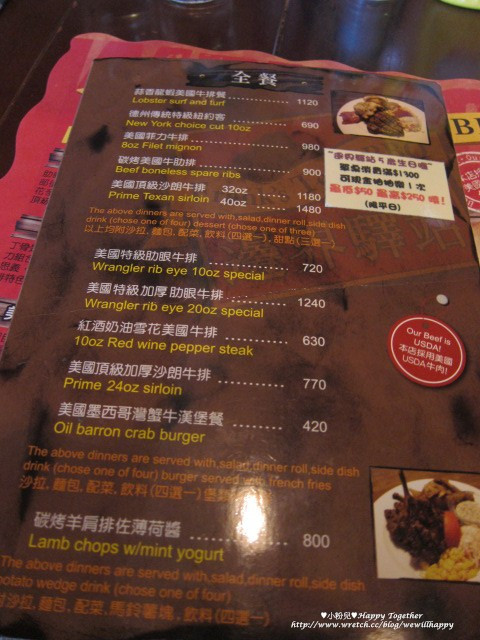 全餐
蒜香龍蝦美國牛排餐 1120
Lobster surf and turf
德州傳統特級紐約客 690
New York choice cut 10oz
美國菲力牛排 980
8oz Filet mignon
碳烤美國牛肋排 900
Beef boneless spare ribs
美國頂級沙朗牛排 32oz 1180
Prime Texan sirloin 40oz 1480
The above dinners are served with,salad,dinner roll,side dish
drink (chose one of four) dessert (chose one of three)
以上均附沙拉, 麵包, 配菜, 飲料(四選一), 甜點(三選一)
美國特級肋眼牛排 720
Wrangler rib eye 10oz special
美國特級加厚肋眼牛排 1240
Wrangler rib eye 20oz special
紅酒奶油雪花美國牛排 630
10oz Red wine pepper steak
美國頂級加厚沙朗牛排 770
Prime 24oz sirloin
美國墨西哥灣蟹牛漢堡餐 420
Oil barron crab burger
The above dinners are served with,salad,dinner roll,side dish
drink (chose one of four) burger served with french fries
沙拉, 麵包, 配菜, 飲料(四選一)
碳烤羊肩排佐薄荷醬 800
Lamb chops w/mint yogurt
The above dinners are served with,salad,dinner roll,side dish
potato wedge drink (chose one of four)
附沙拉, 麵包, 配菜, 馬鈴薯塊, 飲料(四選一)
$1300
$50 $250
Our Beef is
USDA!
本店採用美國
USDA牛肉!
♥小粉兒♥Happy Together
http://www.wretch.cc/blog/wewillhappy